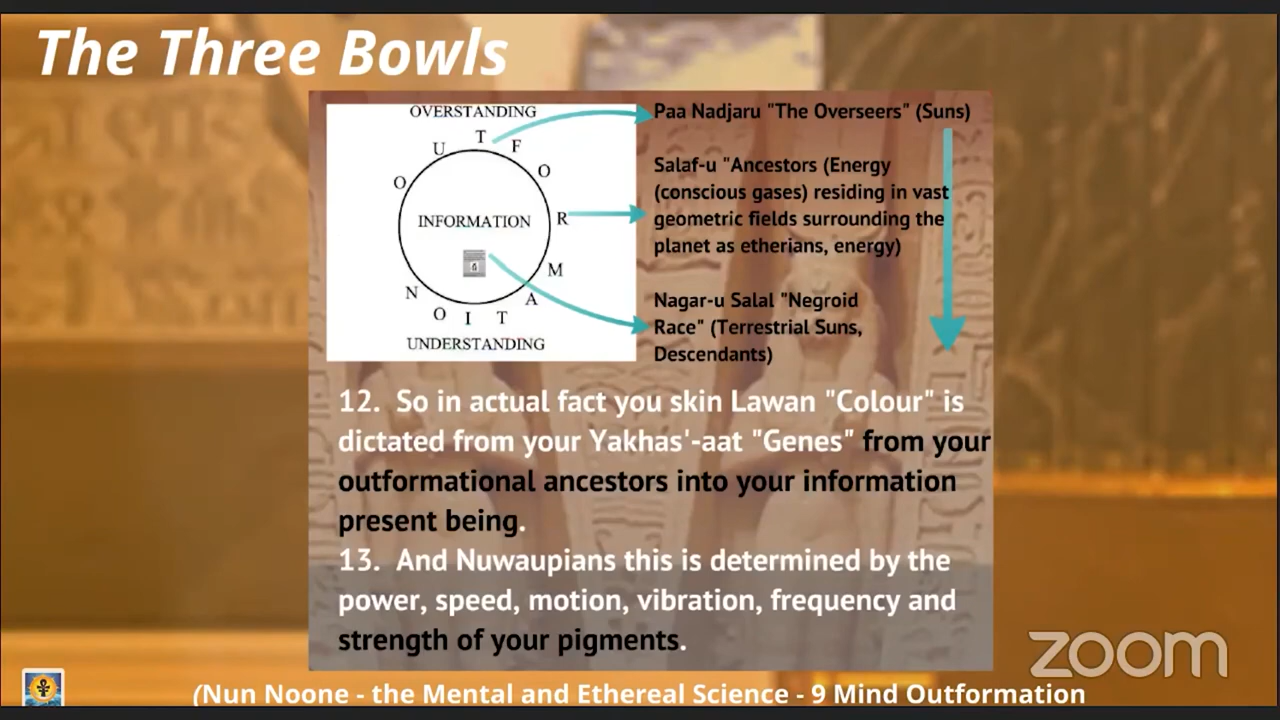 The Three Bowls
OVERSTANDING
OUTFORMATION
INFORMATION
UNDERSTANDING
Paa Nadjaru "The Overseers" (Suns)
Salaf-u "Ancestors (Energy
(conscious gases) residing in vast
geometric fields surrounding the
planet as etherians, energy)
Nagar-u Salal "Negroid
Race" (Terrestrial Suns,
Descendants)
12. So in actual fact you skin Lawan "Colour" is
dictated from your Yakhas'-aat "Genes" from your
outformational ancestors into your information
present being.
13. And Nuwaupians this is determined by the
power, speed, motion, vibration, frequency and
strength of your pigments.
zoom
(Nun Noone - the Mental and Ethereal Science - 9 Mind Outformation